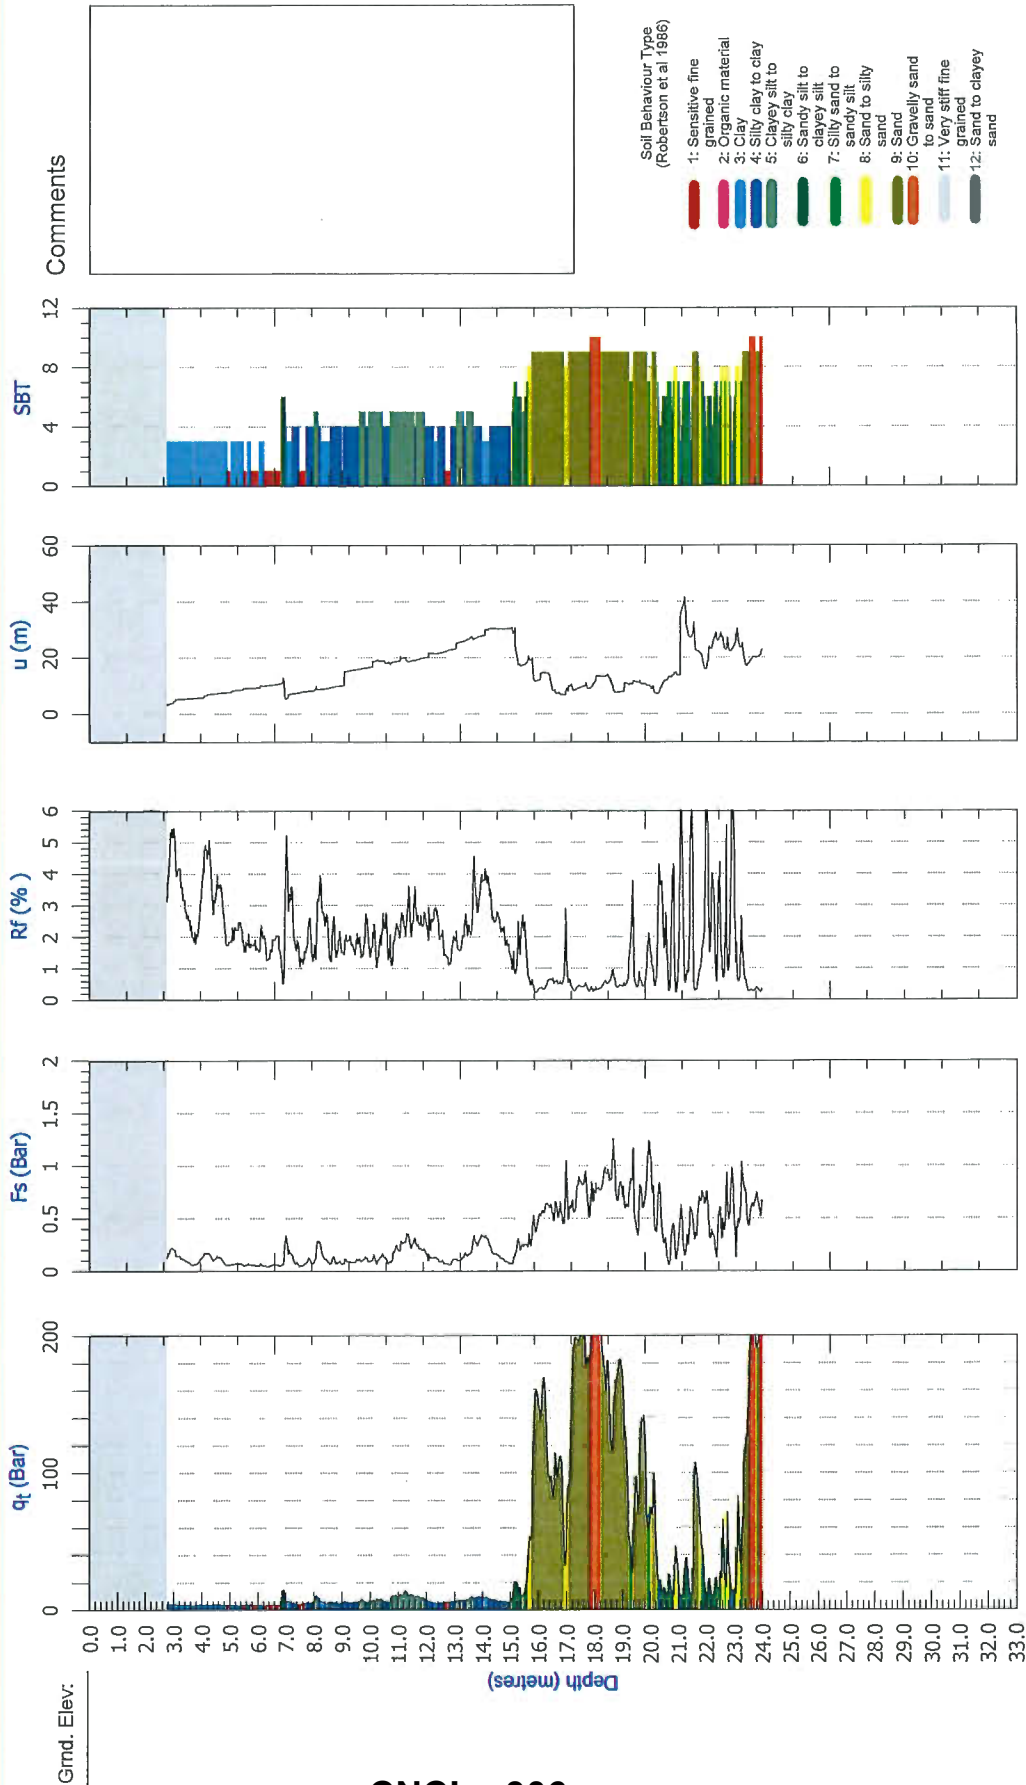 Grnd. Elev:
Comments
qt (Bar)
Fs (Bar)
Rf (%)
u (m)
SBT
0 100 200
0 0.5 1 1.5 2
0 1 2 3 4 5 6
0 20 40 60
0 4 8 12
Depth (metres)
0.0
1.0
2.0
3.0
4.0
5.0
6.0
7.0
8.0
9.0
10.0
11.0
12.0
13.0
14.0
15.0
16.0
17.0
18.0
19.0
20.0
21.0
22.0
23.0
24.0
25.0
26.0
27.0
28.0
29.0
30.0
31.0
32.0
33.0
Soil Behaviour Type
(Robertson et al 1986)
1: Sensitive fine
grained
2: Organic material
3: Clay
4: Silty clay to clay
5: Clayey silt to
silty clay
6: Sandy silt to
clayey silt
7: Silty sand to
sandy silt
8: Sand to silty
sand
9: Sand
10: Gravelly sand
to sand
11: Very stiff fine
grained
12: Sand to clayey
sand